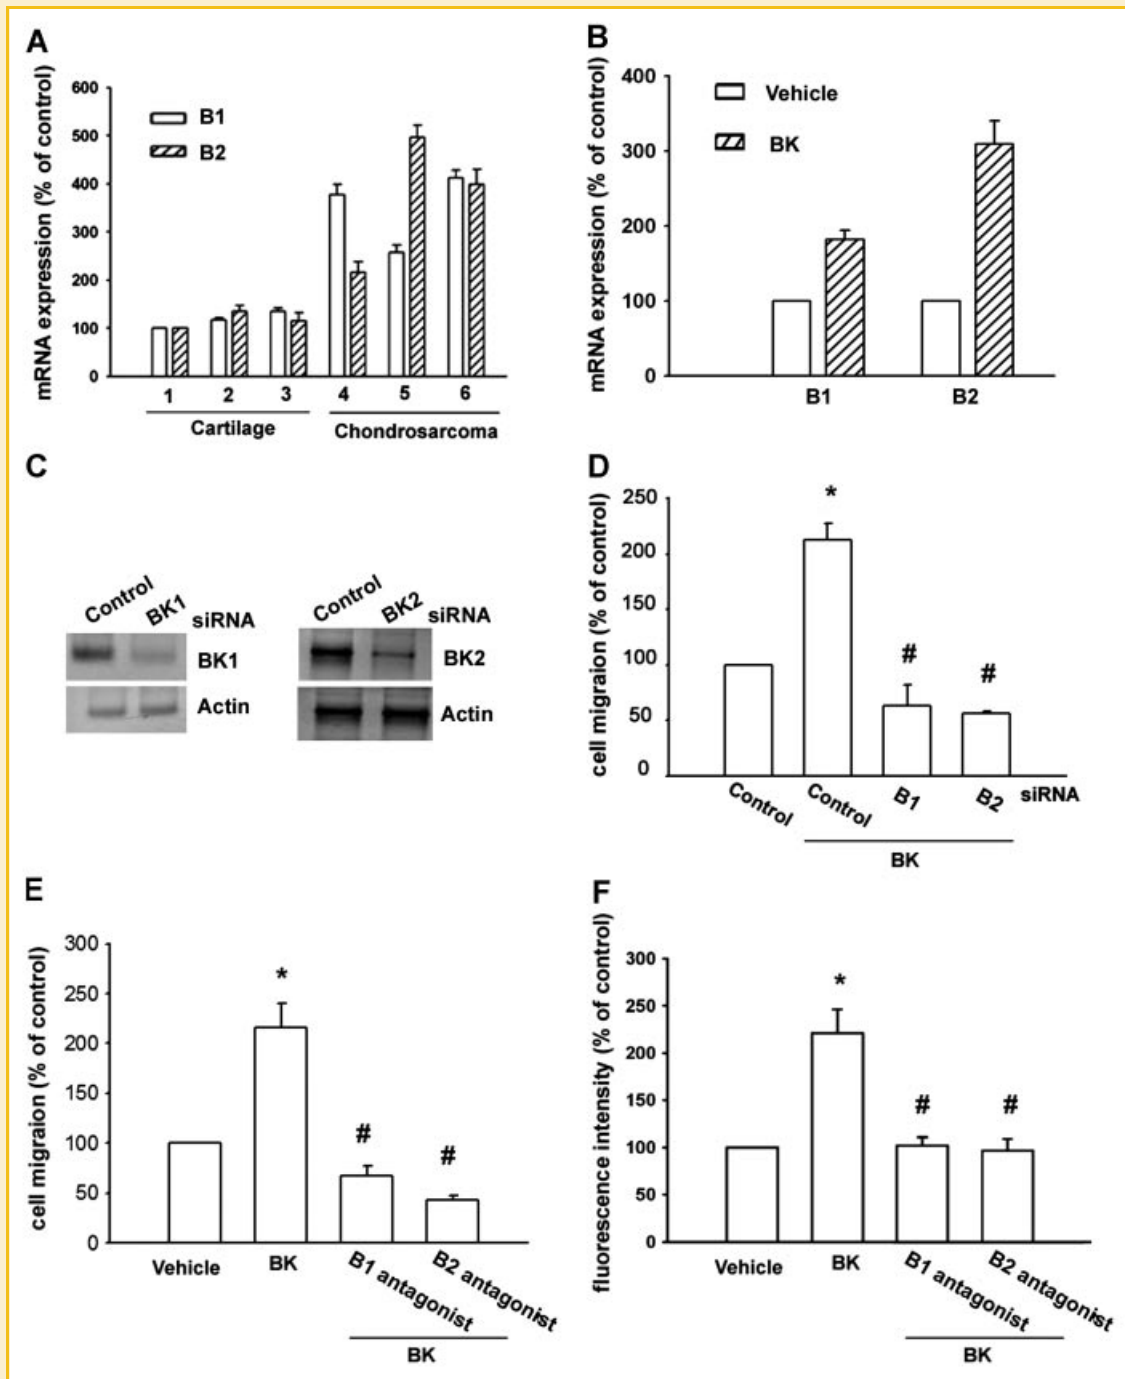 A
mRNA expression (% of control)
600
500
400
300
200
100
0
B1
B2
1 2 3 4 5 6
Cartilage Chondrosarcoma
B
mRNA expression (% of control)
400
300
200
100
0
Vehicle
BK
B1 B2
C
Control BK1 siRNA
BK1
Actin
Control BK2 siRNA
BK2
Actin
D
cell migraion (% of control)
250
200
150
100
50
0
*
#
#
Control Control B1 B2 siRNA
BK
E
cell migraion (% of control)
300
250
200
150
100
50
0
*
#
#
Vehicle BK B1 antagonist B2 antagonist
BK
F
fluorescence intensity (% of control)
300
250
200
150
100
50
0
*
#
#
Vehicle BK B1 antagonist B2 antagonist
BK